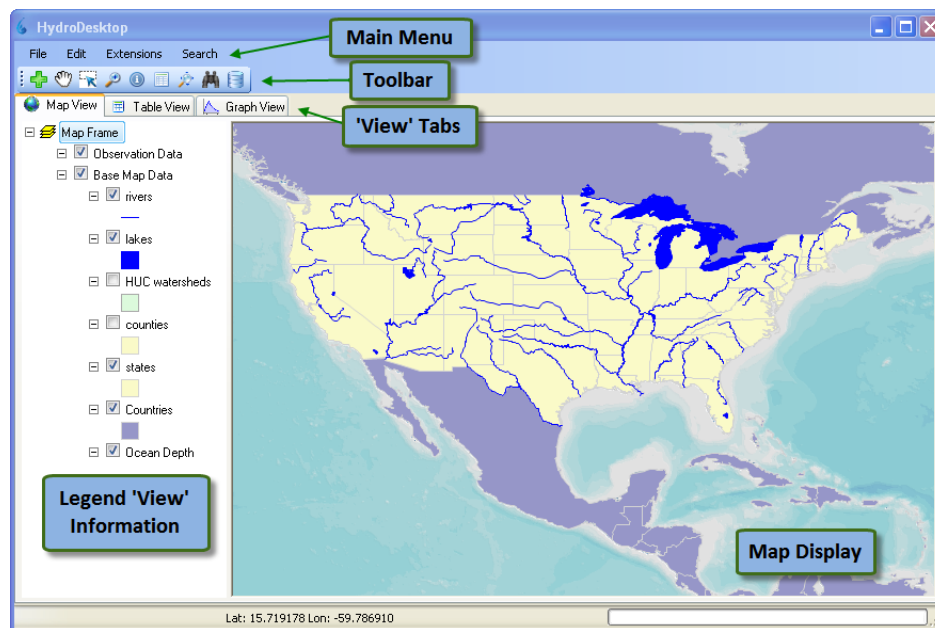 HydroDesktop
Main Menu
File Edit Extensions Search
Toolbar
Map View Table View Graph View
'View' Tabs
Map Frame
Observation Data
Base Map Data
rivers
lakes
HUC watersheds
counties
states
Countries
Ocean Depth
Legend 'View'
Information
Map Display
Lat: 15.719178 Lon: -59.786910